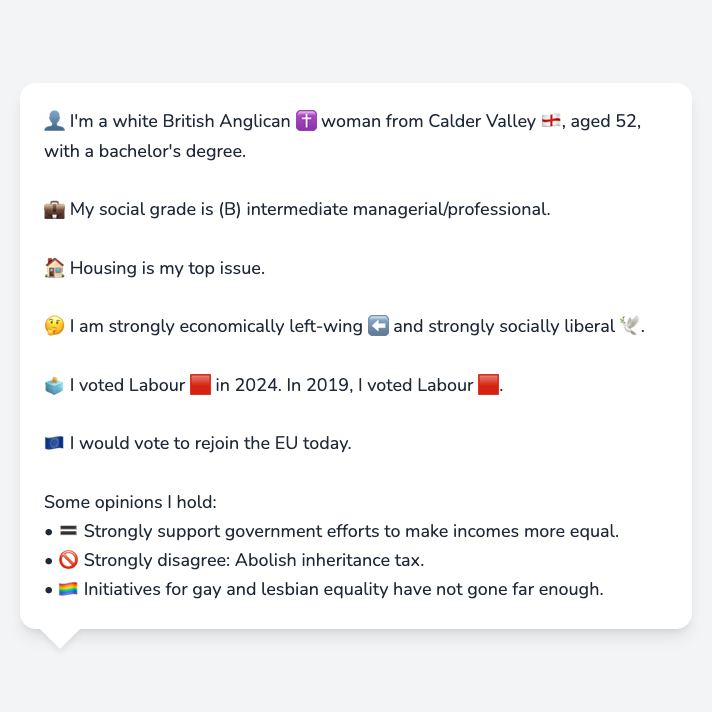 👤 I'm a white British Anglican ✝️ woman from Calder Valley 🏴󠁧󠁢󠁥󠁮󠁧󠁿, aged 52,
with a bachelor's degree.
💼 My social grade is (B) intermediate managerial/professional.
🏠 Housing is my top issue.
🤔 I am strongly economically left-wing ⬅️ and strongly socially liberal 🕊️.
🗳️ I voted Labour 🟥 in 2024. In 2019, I voted Labour 🟥.
🇪🇺 I would vote to rejoin the EU today.
Some opinions I hold:
• 🟰 Strongly support government efforts to make incomes more equal.
• 🚫 Strongly disagree: Abolish inheritance tax.
• 🏳️‍🌈 Initiatives for gay and lesbian equality have not gone far enough.